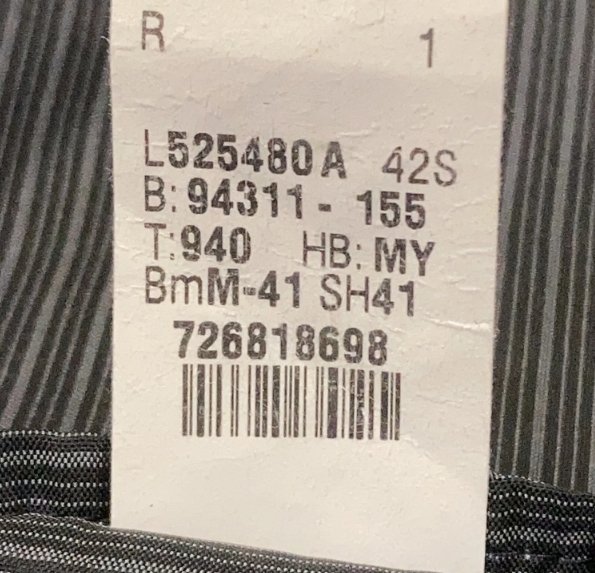 R 1
L525480A 42S
B: 94311 - 155
T:940 HB: MY
BmM-41 SH41
726818698